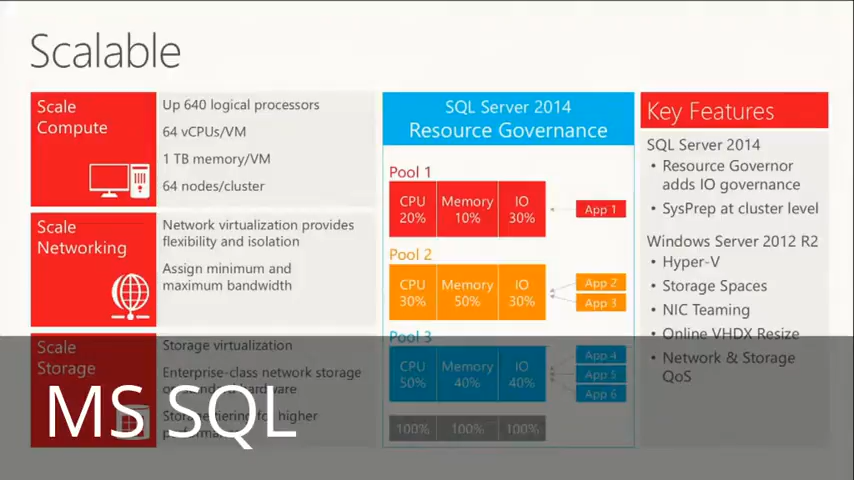 Scalable
Scale
Compute
Up 640 logical processors
64 vCPUs/VM
1 TB memory/VM
64 nodes/cluster
Scale
Networking
Network virtualization provides
flexibility and isolation
Assign minimum and
maximum bandwidth
Scale
Storage
Storage virtualization
Enterprise-class network storage
hardware
Storage tiering for higher
MS SQL
SQL Server 2014
Resource Governance
Pool 1
CPU Memory IO
20% 10% 30%
App 1
Pool 2
CPU Memory IO
30% 50% 30%
App 2
App 3
Pool 3
CPU Memory IO
50% 40% 40%
App 4
App 5
App 6
100% 100% 100%
Key Features
SQL Server 2014
• Resource Governor
adds IO governance
• SysPrep at cluster level
Windows Server 2012 R2
• Hyper-V
• Storage Spaces
• NIC Teaming
• Online VHDX Resize
• Network & Storage
QoS